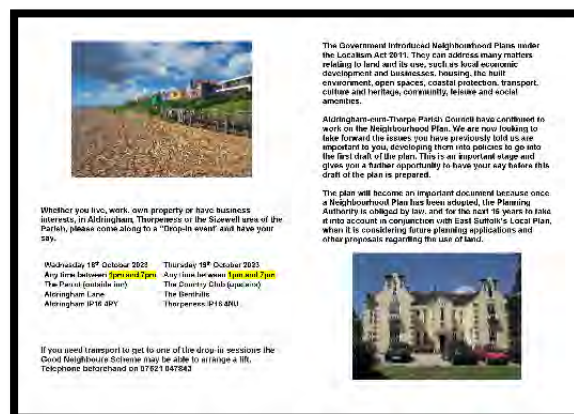 Whether you live, work, own property or have business
interests, in Aldringham, Thorpeness or the Sizewell area of the
Parish, please come along to a "Drop-in event" and have your
say.
Wednesday 18th October 2023
Any time between 1pm and 7pm
The Parrot (outside inn)
Aldringham Lane
Aldringham IP16 4PY
Thursday 19th October 2023
Any time between 1pm and 7pm
The Country Club (upstairs)
The Benthills
Thorpeness IP16 4NU
If you need transport to get to one of the drop-in sessions the
Good Neighbours Scheme may be able to arrange a lift.
Telephone beforehand on 07621 047843
The Government introduced Neighbourhood Plans under
the Localism Act 2011. They can address many matters
relating to land and its use, such as local economic
development and businesses, housing, the built
environment, open spaces, coastal protection, transport,
culture and heritage, community, leisure and social
amenities.
Aldringham-cum-Thorpe Parish Council have continued to
work on the Neighbourhood Plan. We are now looking to
take forward the issues you have previously told us are
important to you, developing them into policies to go into
the first draft of the plan. This is an important stage and
gives you a further opportunity to have your say before this
draft of the plan is prepared.
The plan will become an important document because once
a Neighbourhood Plan has been adopted, the Planning
Authority is obliged by law, and for the next 15 years to take
it into account in conjunction with East Suffolk's Local Plan,
when it is considering future planning applications and
other proposals regarding the use of land.